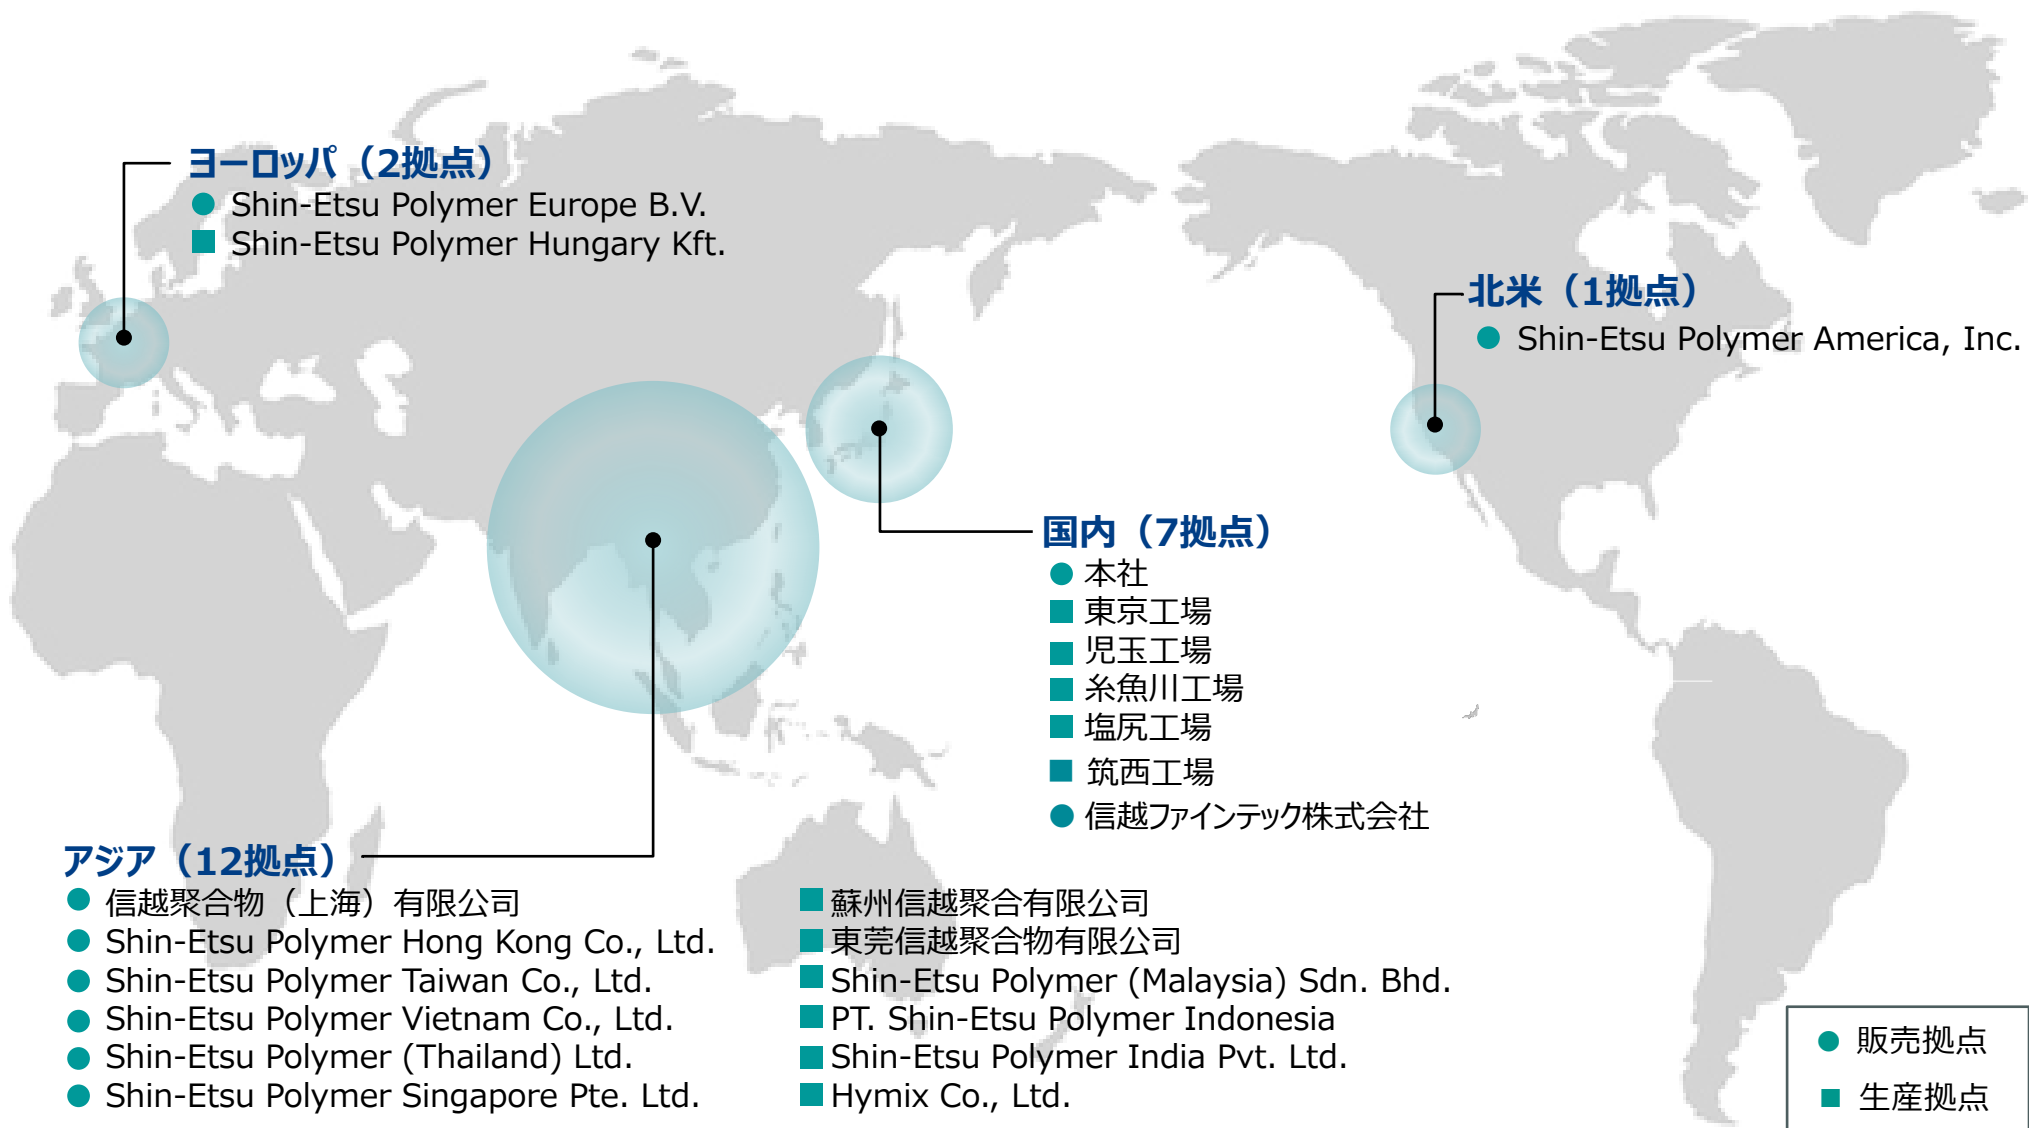 ヨーロッパ（2拠点）
● Shin-Etsu Polymer Europe B.V.
■ Shin-Etsu Polymer Hungary Kft.
北米（1拠点）
● Shin-Etsu Polymer America, Inc.
国内（7拠点）
● 本社
■ 東京工場
■ 児玉工場
■ 糸魚川工場
■ 塩尻工場
■ 筑西工場
● 信越ファインテック株式会社
アジア（12拠点）
● 信越聚合物（上海）有限公司
● Shin-Etsu Polymer Hong Kong Co., Ltd.
● Shin-Etsu Polymer Taiwan Co., Ltd.
● Shin-Etsu Polymer Vietnam Co., Ltd.
● Shin-Etsu Polymer (Thailand) Ltd.
● Shin-Etsu Polymer Singapore Pte. Ltd.
■ 蘇州信越聚合有限公司
■ 東莞信越聚合物有限公司
■ Shin-Etsu Polymer (Malaysia) Sdn. Bhd.
■ PT. Shin-Etsu Polymer Indonesia
■ Shin-Etsu Polymer India Pvt. Ltd.
■ Hymix Co., Ltd.
● 販売拠点
■ 生産拠点